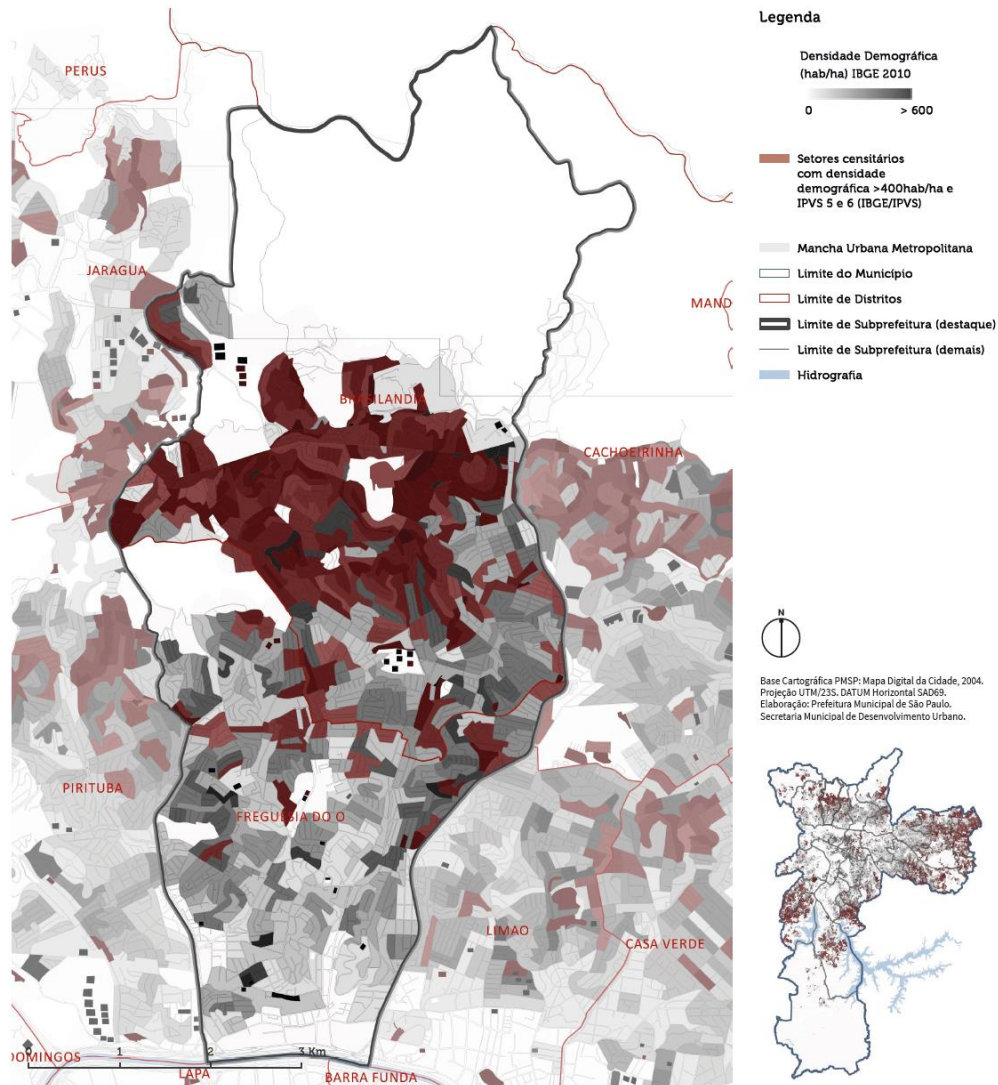 Legenda
Densidade Demográfica
(hab/ha) IBGE 2010
0 > 600
Setores censitários
com densidade
demográfica >400hab/ha e
IPVS 5 e 6 (IBGE/IPVS)
Mancha Urbana Metropolitana
Limite do Município
Limite de Distritos
Limite de Subprefeitura (destaque)
Limite de Subprefeitura (demais)
Hidrografia
N
Base Cartográfica PMSP: Mapa Digital da Cidade, 2004.
Projeção UTM/23S. DATUM Horizontal SAD69.
Elaboração: Prefeitura Municipal de São Paulo.
Secretaria Municipal de Desenvolvimento Urbano.
PERUS
JARAGUA
MAND
BRASILANDIA
CACHOEIRINHA
PIRITUBA
FREGUESIA DO O
LIMAO
CASA VERDE
DOMINGOS
0 1 2 3 Km
LAPA
BARRA FUNDA